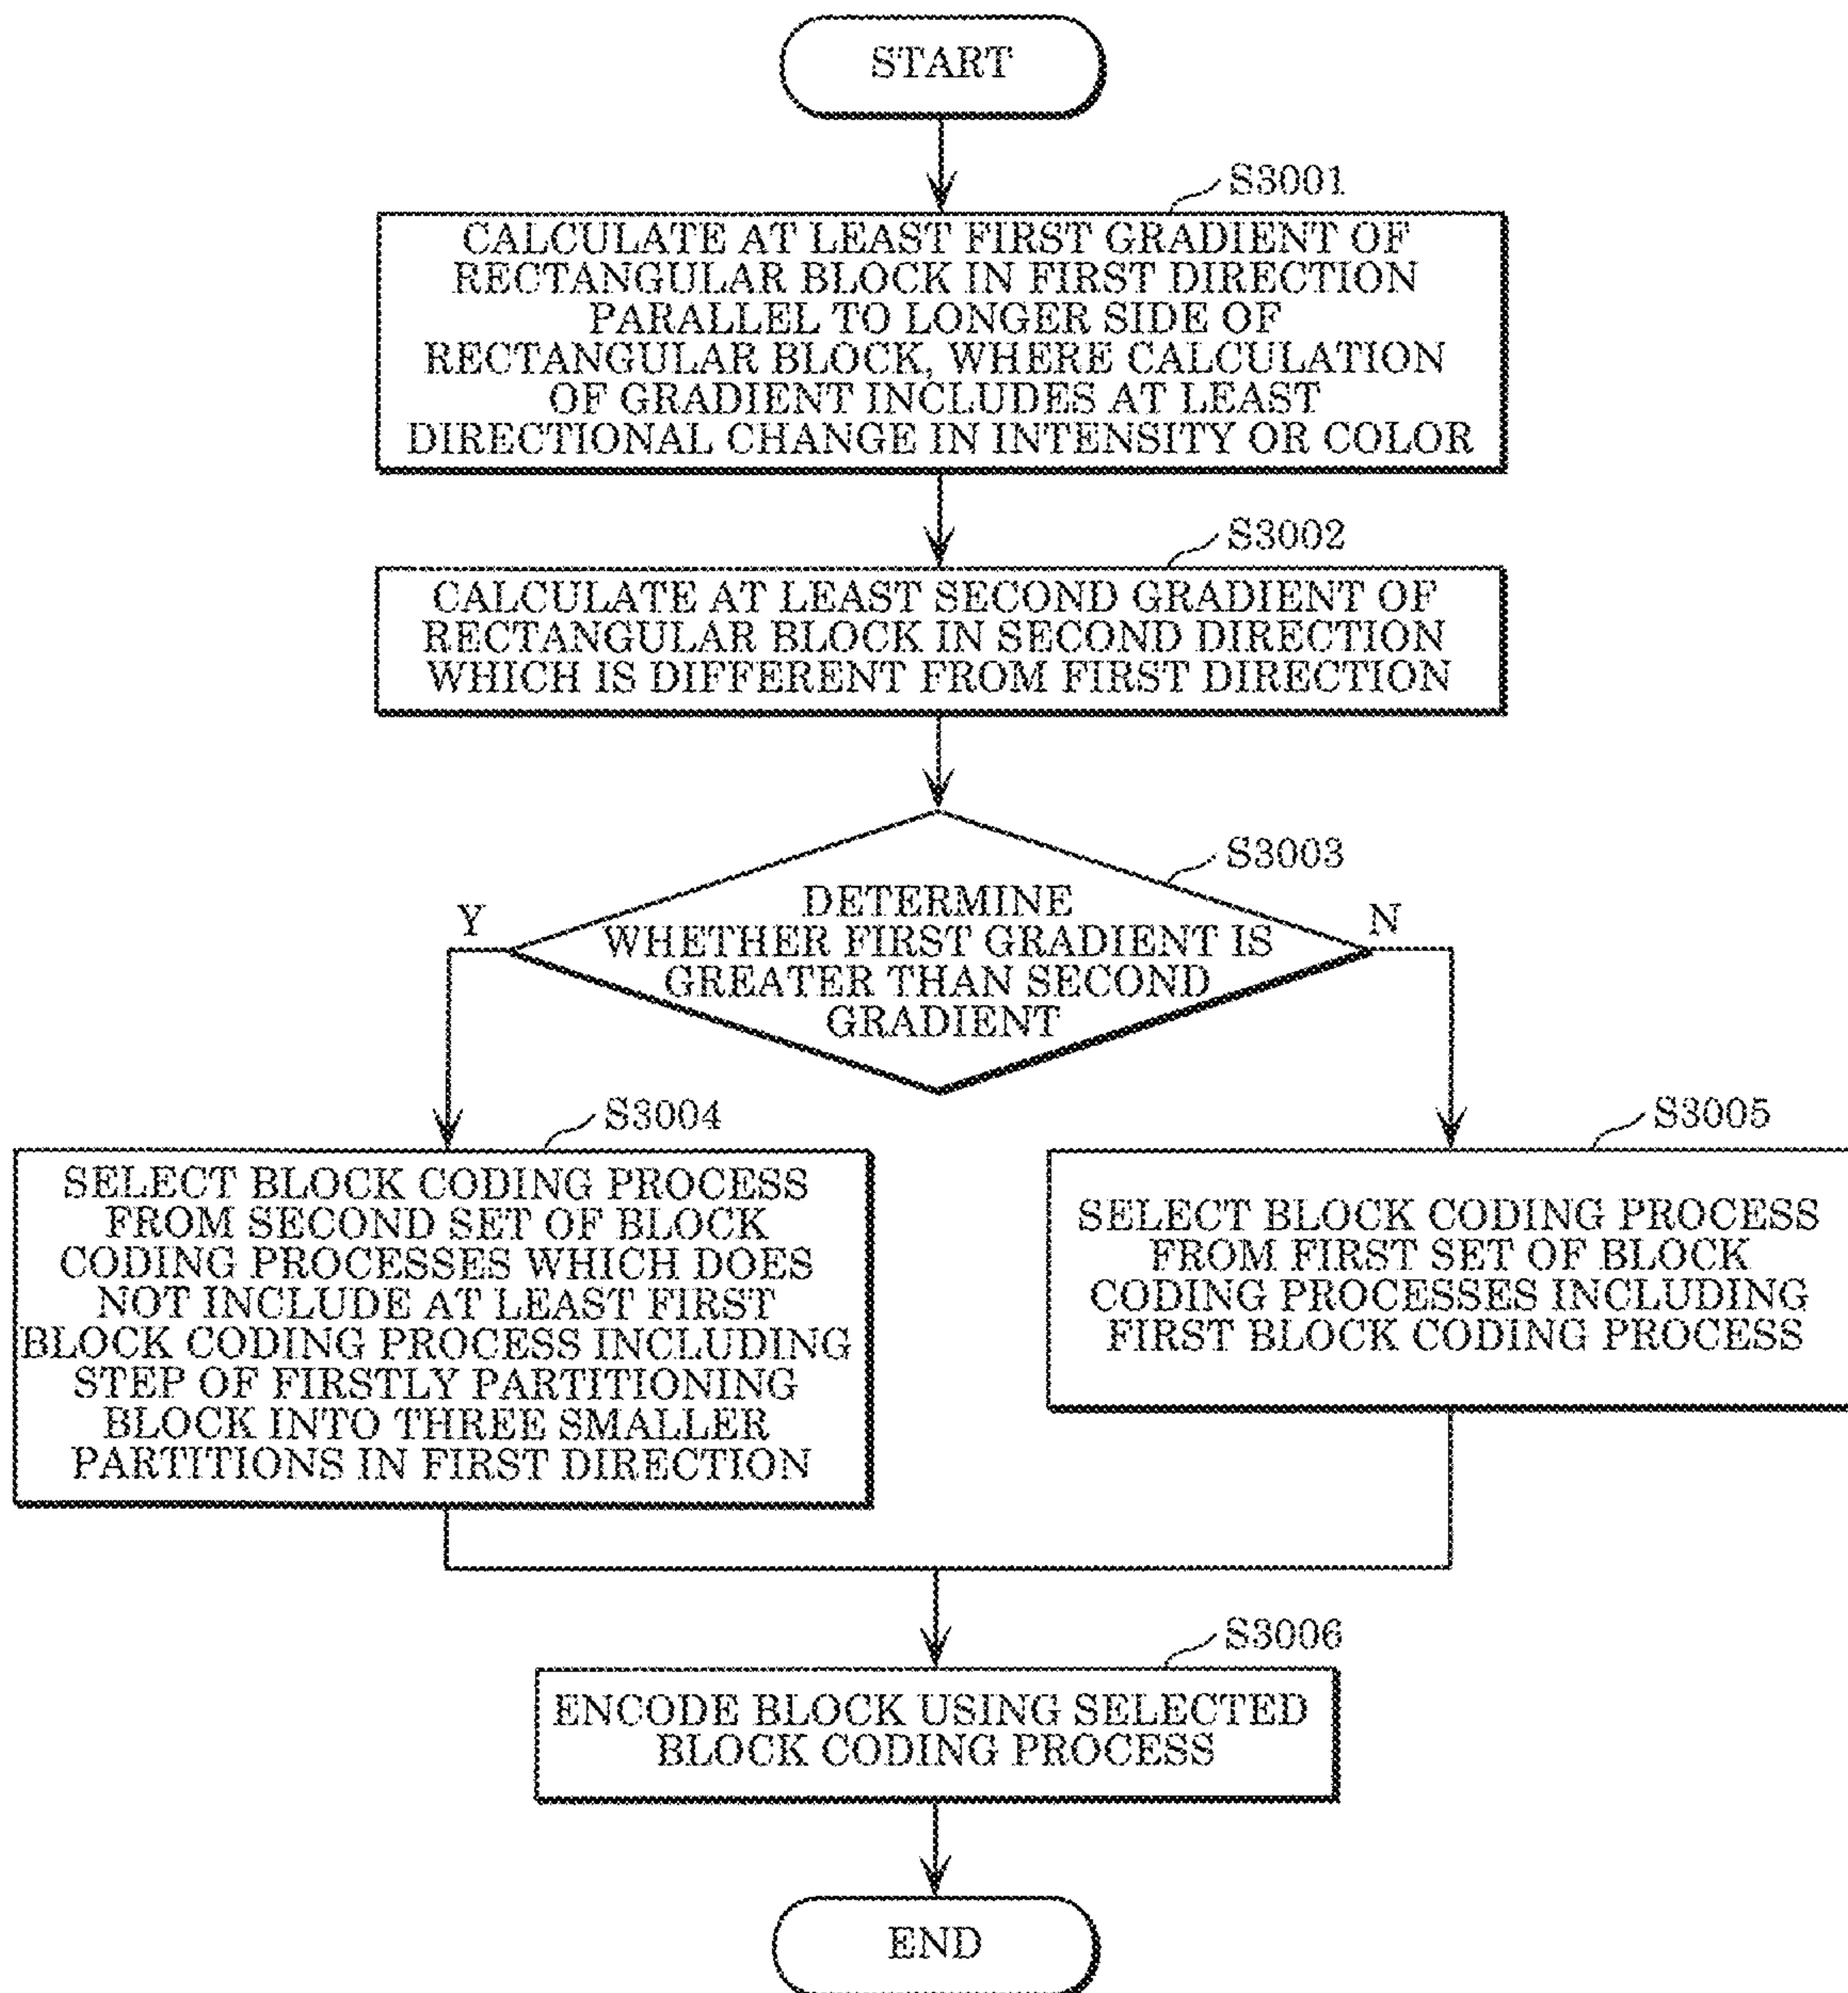 START
S3001
CALCULATE AT LEAST FIRST GRADIENT OF
RECTANGULAR BLOCK IN FIRST DIRECTION
PARALLEL TO LONGER SIDE OF
RECTANGULAR BLOCK, WHERE CALCULATION
OF GRADIENT INCLUDES AT LEAST
DIRECTIONAL CHANGE IN INTENSITY OR COLOR
S3002
CALCULATE AT LEAST SECOND GRADIENT OF
RECTANGULAR BLOCK IN SECOND DIRECTION
WHICH IS DIFFERENT FROM FIRST DIRECTION
S3003
DETERMINE
WHETHER FIRST GRADIENT IS
GREATER THAN SECOND
GRADIENT
Y
N
S3004
SELECT BLOCK CODING PROCESS
FROM SECOND SET OF BLOCK
CODING PROCESSES WHICH DOES
NOT INCLUDE AT LEAST FIRST
BLOCK CODING PROCESS INCLUDING
STEP OF FIRSTLY PARTITIONING
BLOCK INTO THREE SMALLER
PARTITIONS IN FIRST DIRECTION
S3005
SELECT BLOCK CODING PROCESS
FROM FIRST SET OF BLOCK
CODING PROCESSES INCLUDING
FIRST BLOCK CODING PROCESS
S3006
ENCODE BLOCK USING SELECTED
BLOCK CODING PROCESS
END